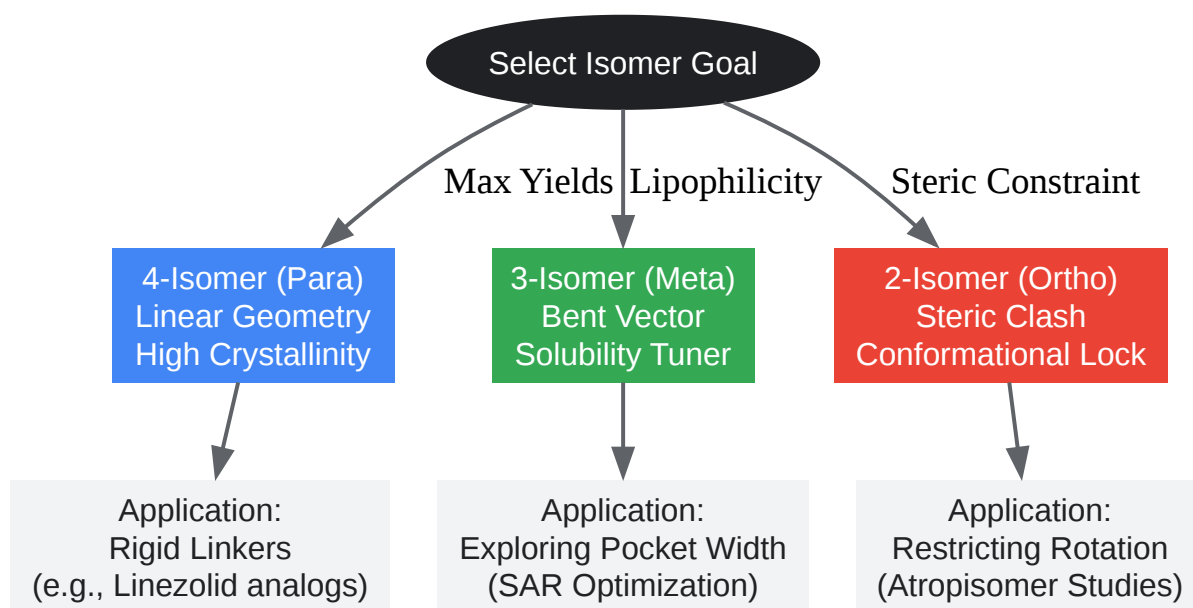 Select Isomer Goal
Max Yields
Lipophilicity
Steric Constraint
4-Isomer (Para)
Linear Geometry
High Crystallinity
3-Isomer (Meta)
Bent Vector
Solubility Tuner
2-Isomer (Ortho)
Steric Clash
Conformational Lock
Application:
Rigid Linkers
(e.g., Linezolid analogs)
Application:
Exploring Pocket Width
(SAR Optimization)
Application:
Restricting Rotation
(Atropisomer Studies)